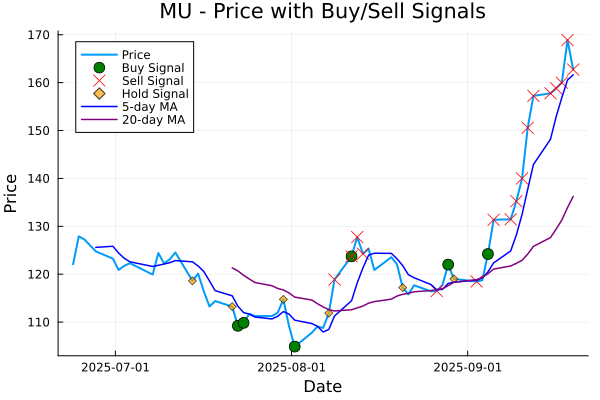 MU - Price with Buy/Sell Signals
170
160
150
140
130
120
110
Price
Price
Buy Signal
Sell Signal
Hold Signal
5-day MA
20-day MA
2025-07-01
2025-08-01
2025-09-01
Date